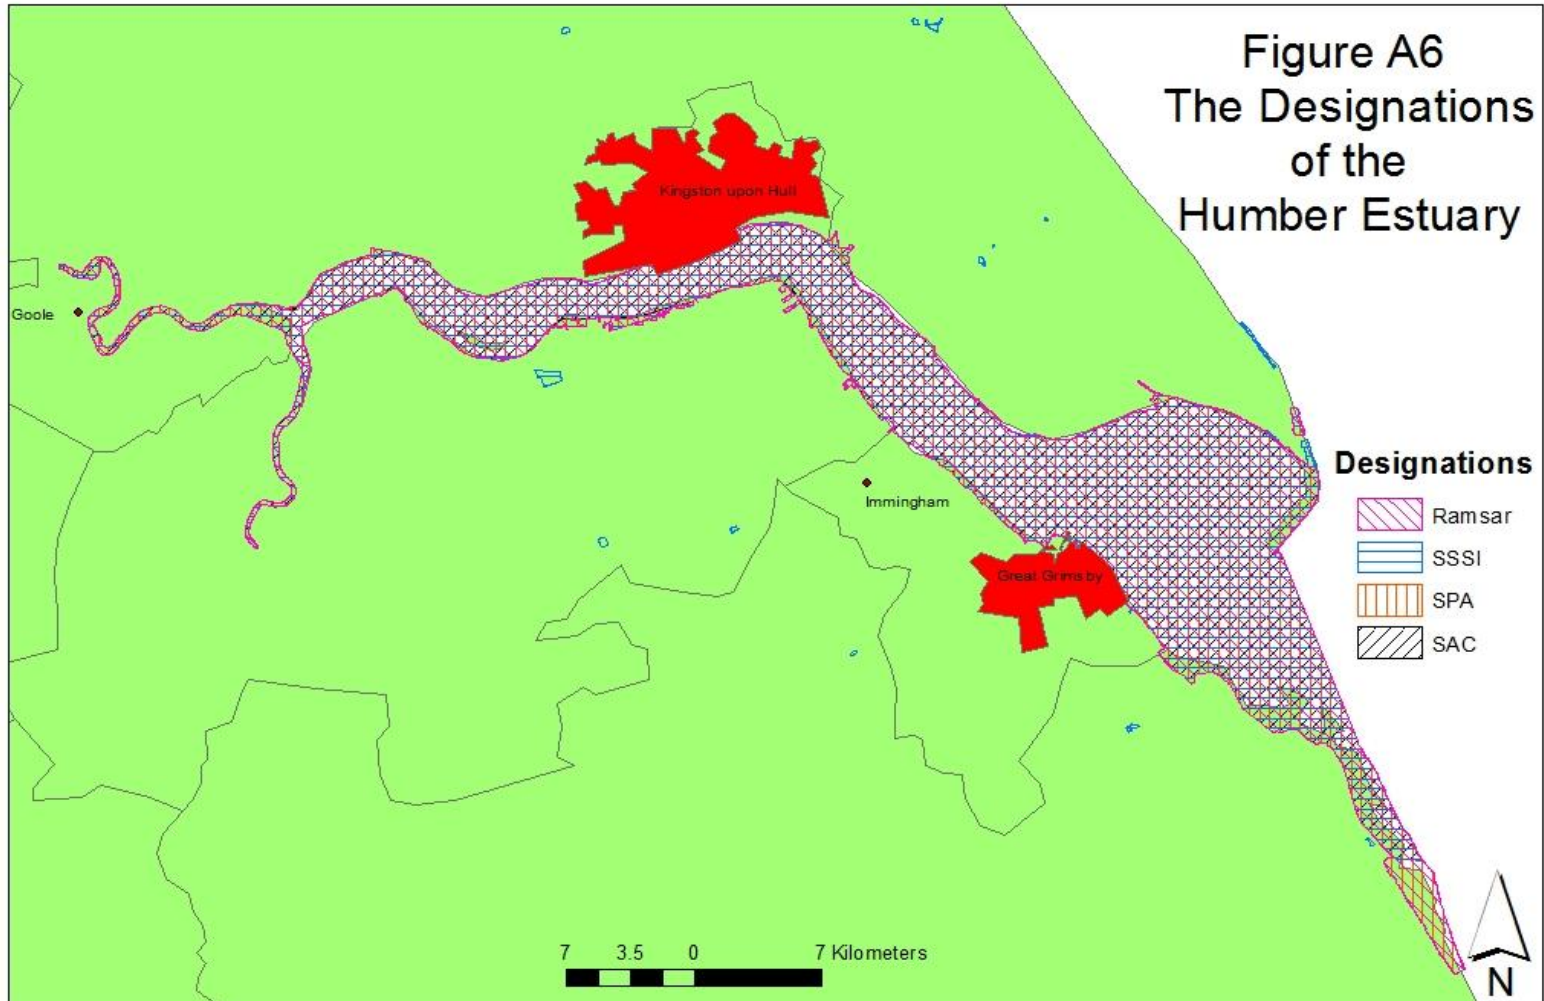 Figure A6
The Designations
of the
Humber Estuary
Kingston upon Hull
Goole
Immingham
Great Grimsby
Designations
Ramsar
SSSI
SPA
SAC
7 3.5 0 7 Kilometers
N